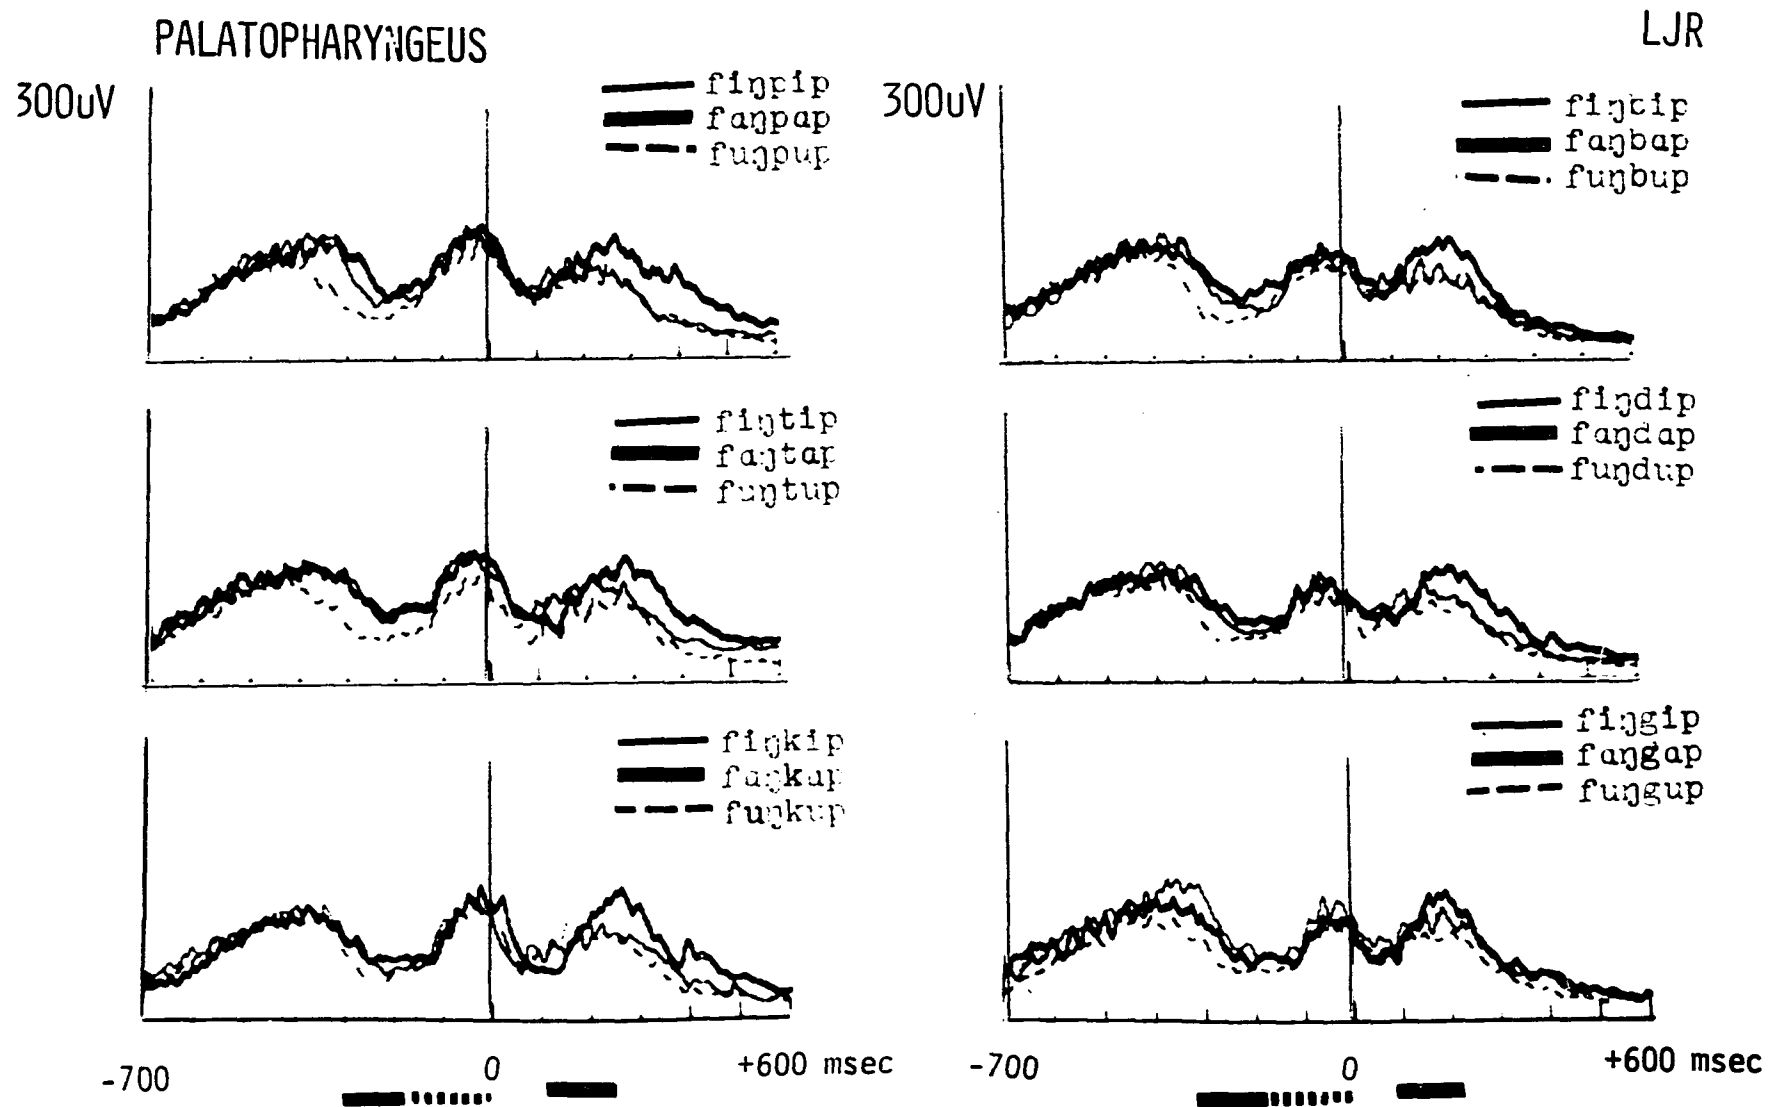 PALATOPHARYNGEUS
LJR
300uV
fiŋpip
faŋpap
fuŋpup
300uV
fiŋbip
faŋbap
fuŋbup
fiŋtip
faŋtap
fuŋtup
fiŋdip
faŋdap
fuŋdup
fiŋkip
faŋkap
fuŋkup
fiŋgip
faŋgap
fuŋgup
-700
0
+600 msec
-700
0
+600 msec